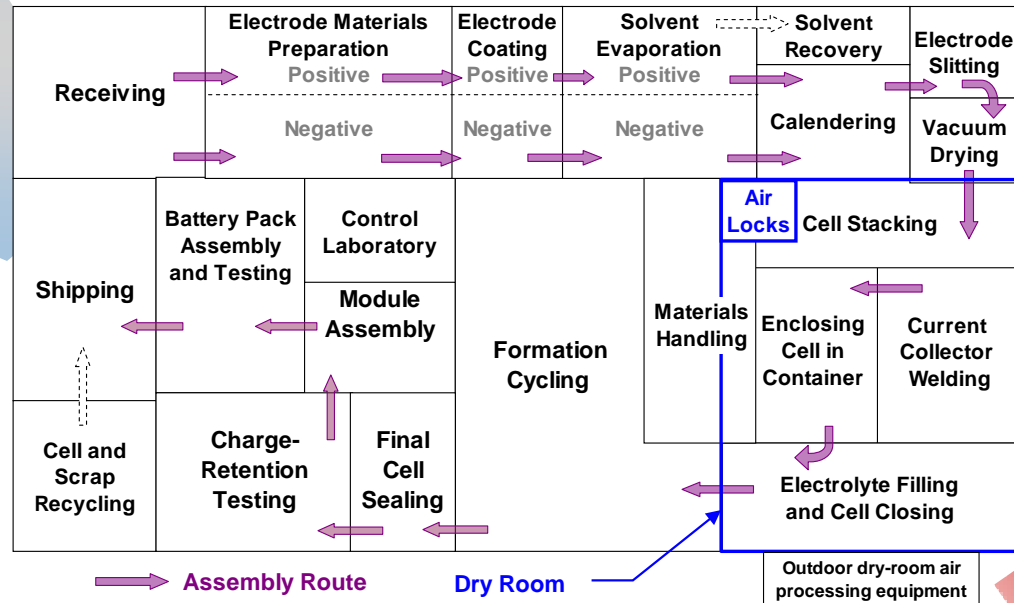 Electrode Materials
Preparation
Positive
Negative
Electrode
Coating
Positive
Negative
Solvent
Evaporation
Positive
Negative
Solvent
Recovery
Electrode
Slitting
Receiving
Calendering
Vacuum
Drying
Air
Locks
Cell Stacking
Battery Pack
Assembly
and Testing
Control
Laboratory
Shipping
Module
Assembly
Formation
Cycling
Materials
Handling
Enclosing
Cell in
Container
Current
Collector
Welding
Cell and
Scrap
Recycling
Charge-
Retention
Testing
Final
Cell
Sealing
Electrolyte Filling
and Cell Closing
Assembly Route
Dry Room
Outdoor dry-room air
processing equipment